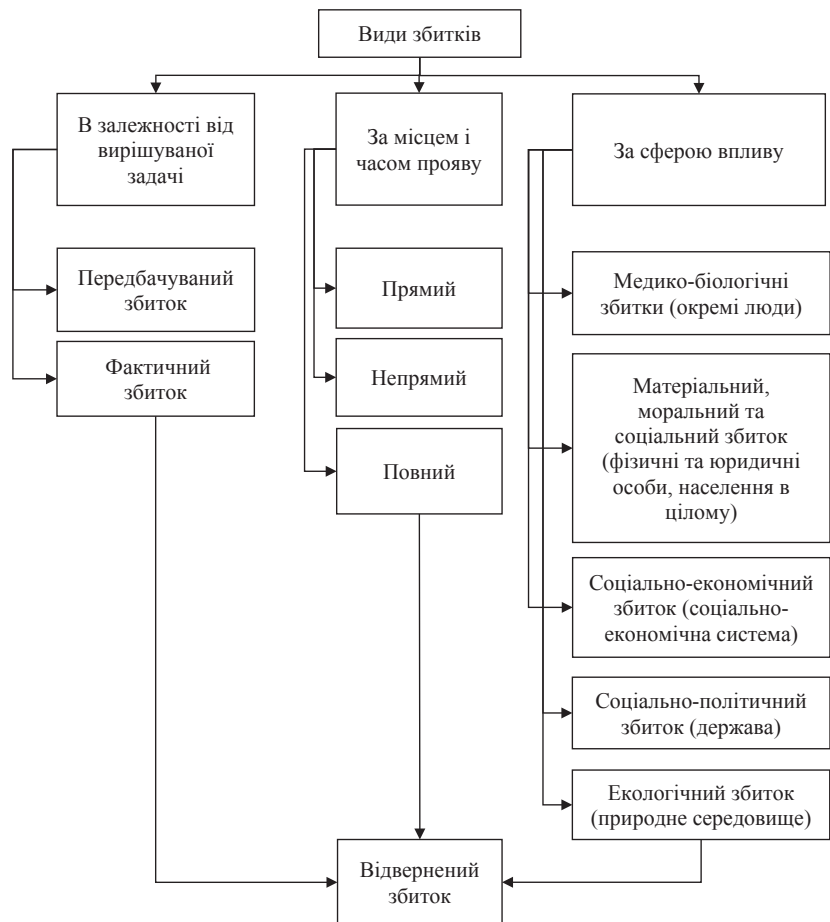 Види збитків
В залежності від
вирішуваної
задачі
За місцем і
часом прояву
За сферою впливу
Передбачуваний
збиток
Фактичний
збиток
Прямий
Непрямий
Повний
Медико-біологічні
збитки (окремі люди)
Матеріальний,
моральний та
соціальний збиток
(фізичні та юридичні
особи, населення в
цілому)
Соціально-економічний
збиток (соціально-
економічна система)
Соціально-політичний
збиток (держава)
Екологічний збиток
(природне середовище)
Відвернений
збиток